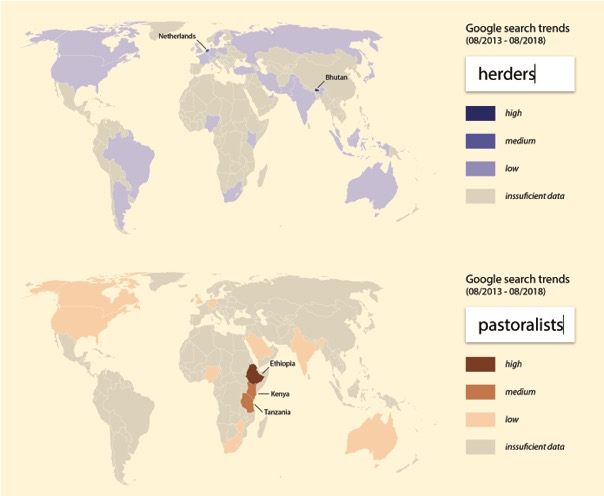 Google search trends
(08/2013 - 08/2018)
Netherlands
herders
Bhutan
high
medium
low
inssuficient data
Google search trends
(08/2013 - 08/2018)
pastoralists
Ethiopia
high
Kenya
medium
Tanzania
low
inssuficient data